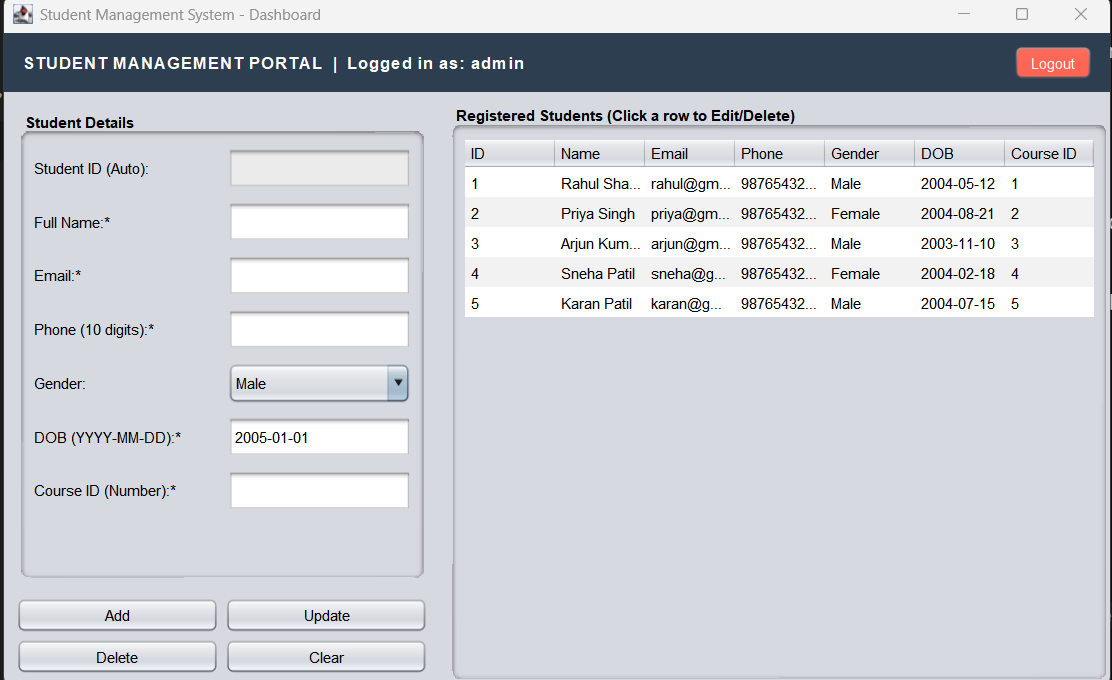 Student Management System - Dashboard
STUDENT MANAGEMENT PORTAL | Logged in as: admin
Logout
Student Details
Student ID (Auto):
Full Name:*
Email:*
Phone (10 digits):*
Gender:
Male
DOB (YYYY-MM-DD):*
2005-01-01
Course ID (Number):*
Add
Update
Delete
Clear
Registered Students (Click a row to Edit/Delete)
ID Name Email Phone Gender DOB Course ID
1 Rahul Sha... rahul@gm... 98765432... Male 2004-05-12 1
2 Priya Singh priya@gm... 98765432... Female 2004-08-21 2
3 Arjun Kum... arjun@gm... 98765432... Male 2003-11-10 3
4 Sneha Patil sneha@g... 98765432... Female 2004-02-18 4
5 Karan Patil karan@g... 98765432... Male 2004-07-15 5